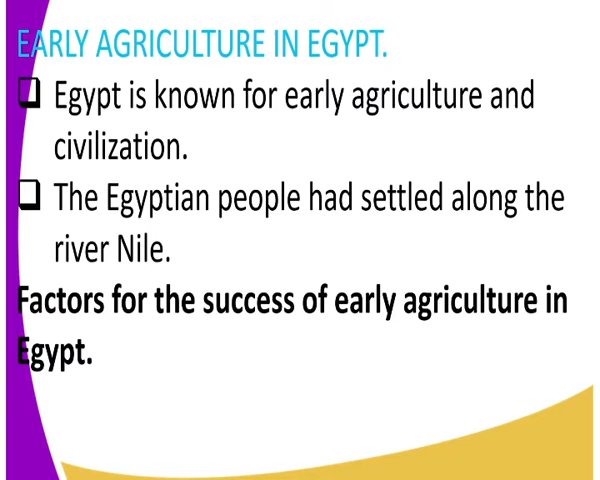 EARLY AGRICULTURE IN EGYPT.
Egypt is known for early agriculture and
civilization.
The Egyptian people had settled along the
river Nile.
Factors for the success of early agriculture in
Egypt.